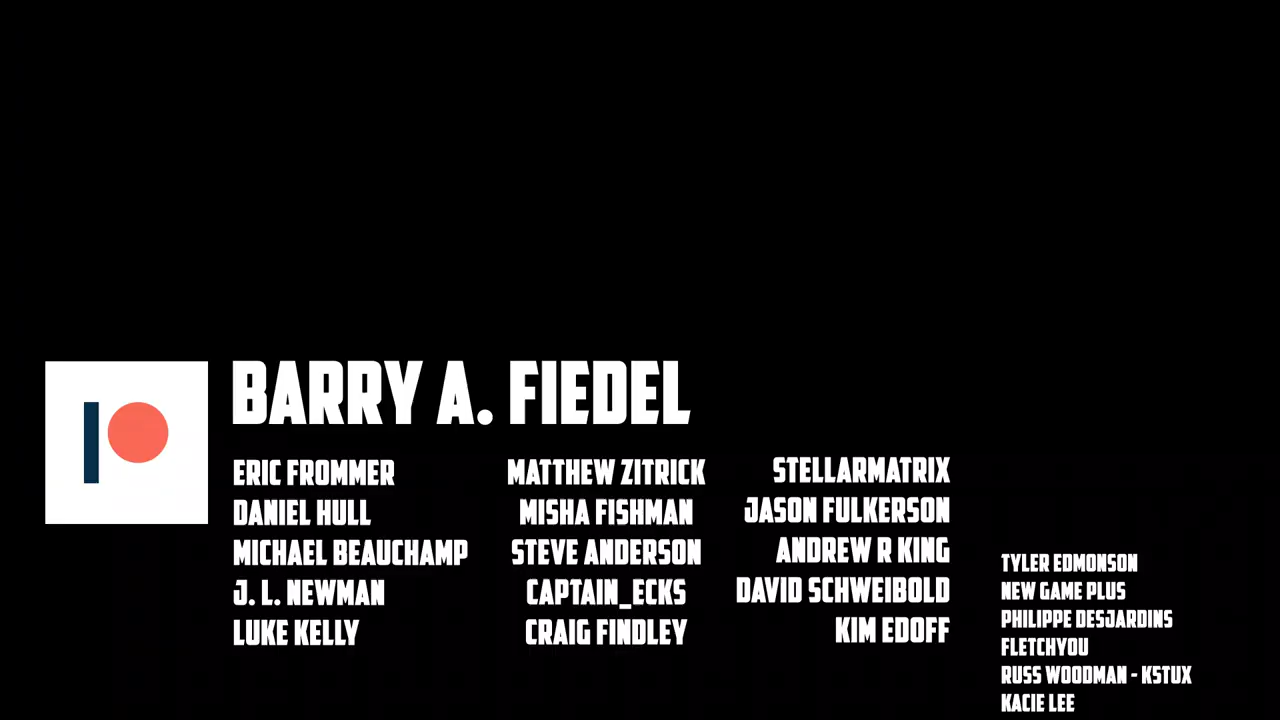 BARRY A. FIEDEL
ERIC FROMMER
DANIEL HULL
MICHAEL BEAUCHAMP
J. L. NEWMAN
LUKE KELLY
MATTHEW ZITRICK
MISHA FISHMAN
STEVE ANDERSON
CAPTAIN_ECKS
CRAIG FINDLEY
STELLARMATRIX
JASON FULKERSON
ANDREW R KING
DAVID SCHWEIBOLD
KIM EDOFF
TYLER EDMONSON
NEW GAME PLUS
PHILIPPE DESJARDINS
FLETCHYOU
RUSS WOODMAN - K5TUX
KACIE LEE